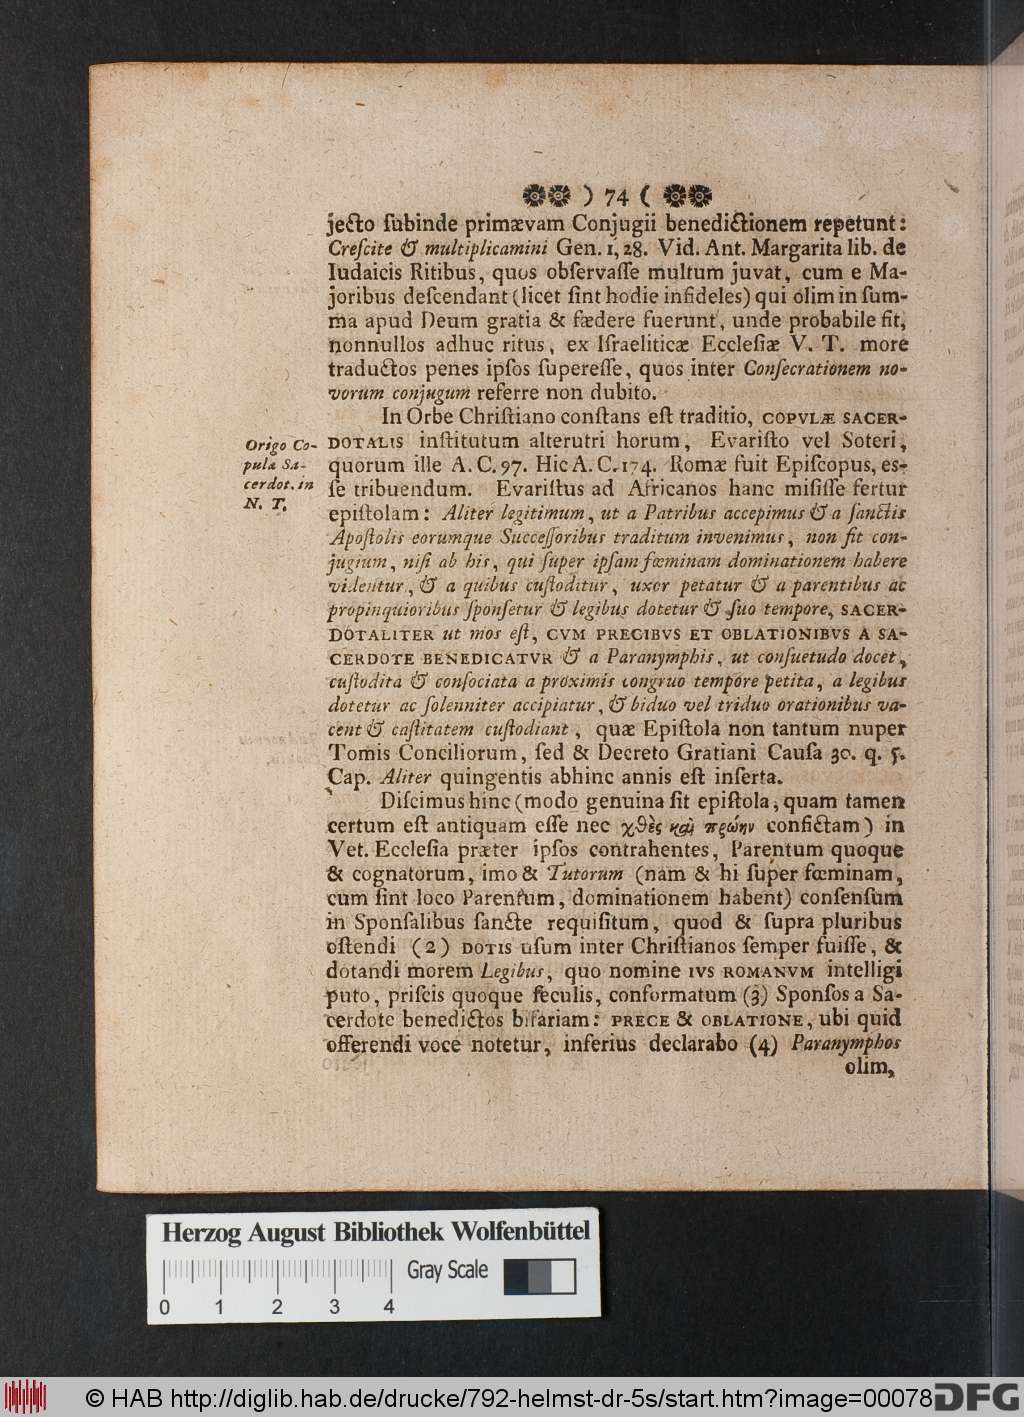 ) 74 (
jecto ſubinde primævam Conjugii benedictionem repetunt:
Creſcite & multiplicamini Gen. 1, 28. Vid. Ant. Margarita lib. de
Iudaicis Ritibus, quos obſervaſſe multum juvat, cum e Ma-
joribus deſcendant (licet ſint hodie infideles) qui olim in ſum-
ma apud Deum gratia & fædere fuerunt, unde probabile fit,
nonnullos adhuc ritus, ex Iſraeliticæ Eccleſiæ V. T. more
traductos penes ipſos ſupereſſe, quos inter Conſecrationem no-
vorum conjugum referre non dubito.
In Orbe Chriſtiano conſtans eſt traditio, COPVLÆ SACER-
DOTALIS inſtitutum alterutri horum, Evariſto vel Soteri,
quorum ille A. C. 97. Hic A. C. 174. Romæ fuit Epiſcopus, eſ-
ſe tribuendum. Evariſtus ad Africanos hanc miſiſſe fertur
epiſtolam: Aliter legitimum, ut a Patribus accepimus & a ſanctis
Apoſtolis eorumque Succeſſoribus traditum invenimus, non fit con-
jugium, niſi ab his, qui ſuper ipſam fœminam dominationem habere
videntur, & a quibus cuſtoditur, uxor petatur & a parentibus ac
propinquioribus ſponſetur & legibus dotetur & ſuo tempore, SACER-
DOTALITER ut mos eſt, CVM PRECIBVS ET OBLATIONIBVS A SA-
CERDOTE BENEDICATVR & a Paranymphis, ut conſuetudo docet,
cuſtodita & conſociata a proximis congruo tempore petita, a legibus
dotetur ac ſolenniter accipiatur, & biduo vel triduo orationibus va-
cent & caſtitatem cuſtodiant, quæ Epiſtola non tantum nuper
Tomis Conciliorum, ſed & Decreto Gratiani Cauſa 30. q. 5.
Cap. Aliter quingentis abhinc annis eſt inſerta.
Diſcimus hinc (modo genuina ſit epiſtola, quam tamen
certum eſt antiquam eſſe nec χθὲς καὶ πρώην confictam) in
Vet. Eccleſia præter ipſos contrahentes, Parentum quoque
& cognatorum, imo & Tutorum (nam & hi ſuper fœminam,
cum ſint loco Parentum, dominationem habent) conſenſum
in Sponſalibus ſancte requiſitum, quod & ſupra pluribus
oſtendi (2) DOTIS uſum inter Chriſtianos ſemper fuiſſe, &
dotandi morem Legibus, quo nomine IVS ROMANVM intelligi
puto, priſcis quoque ſeculis, conformatum (3) Sponſos a Sa-
cerdote benedictos bifariam: PRECE & OBLATIONE, ubi quid
offerendi voce notetur, inferius declarabo (4) Paranymphos
olim,
Origo Co-
pulæ Sa-
cerdot. in
N. T.
Herzog August Bibliothek Wolfenbüttel
Gray Scale
0 1 2 3 4
© HAB http://diglib.hab.de/drucke/792-helmst-dr-5s/start.htm?image=00078
DFG